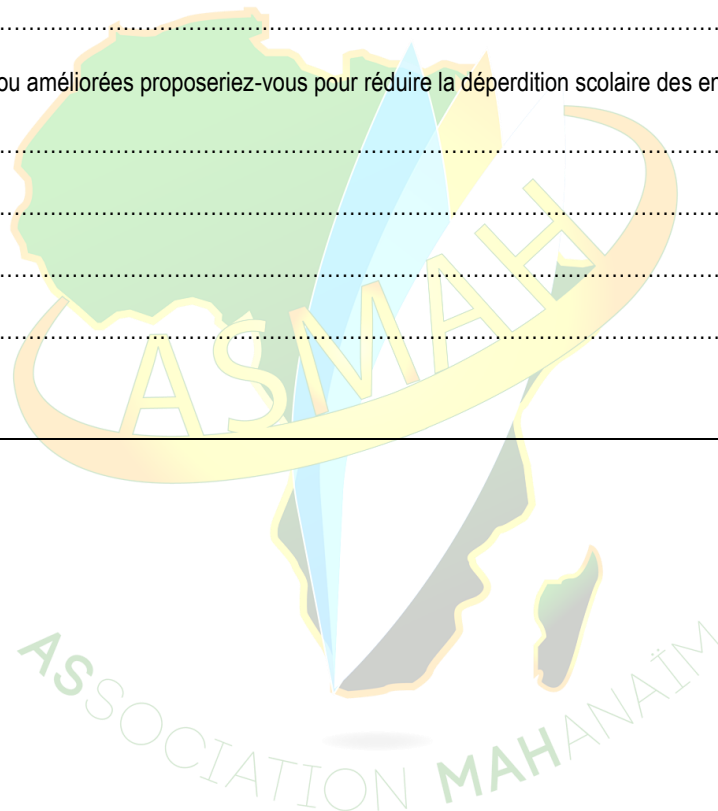 ………………………………………………………………………………………………
ou améliorées proposeriez-vous pour réduire la déperdition scolaire des en
………………………………………………………………………………………………
………………………………………………………………………………………………
………………………………………………………………………………………………
………………………………………………………………………………………………
ASMAH
ASSOCIATION MAHANAÏM